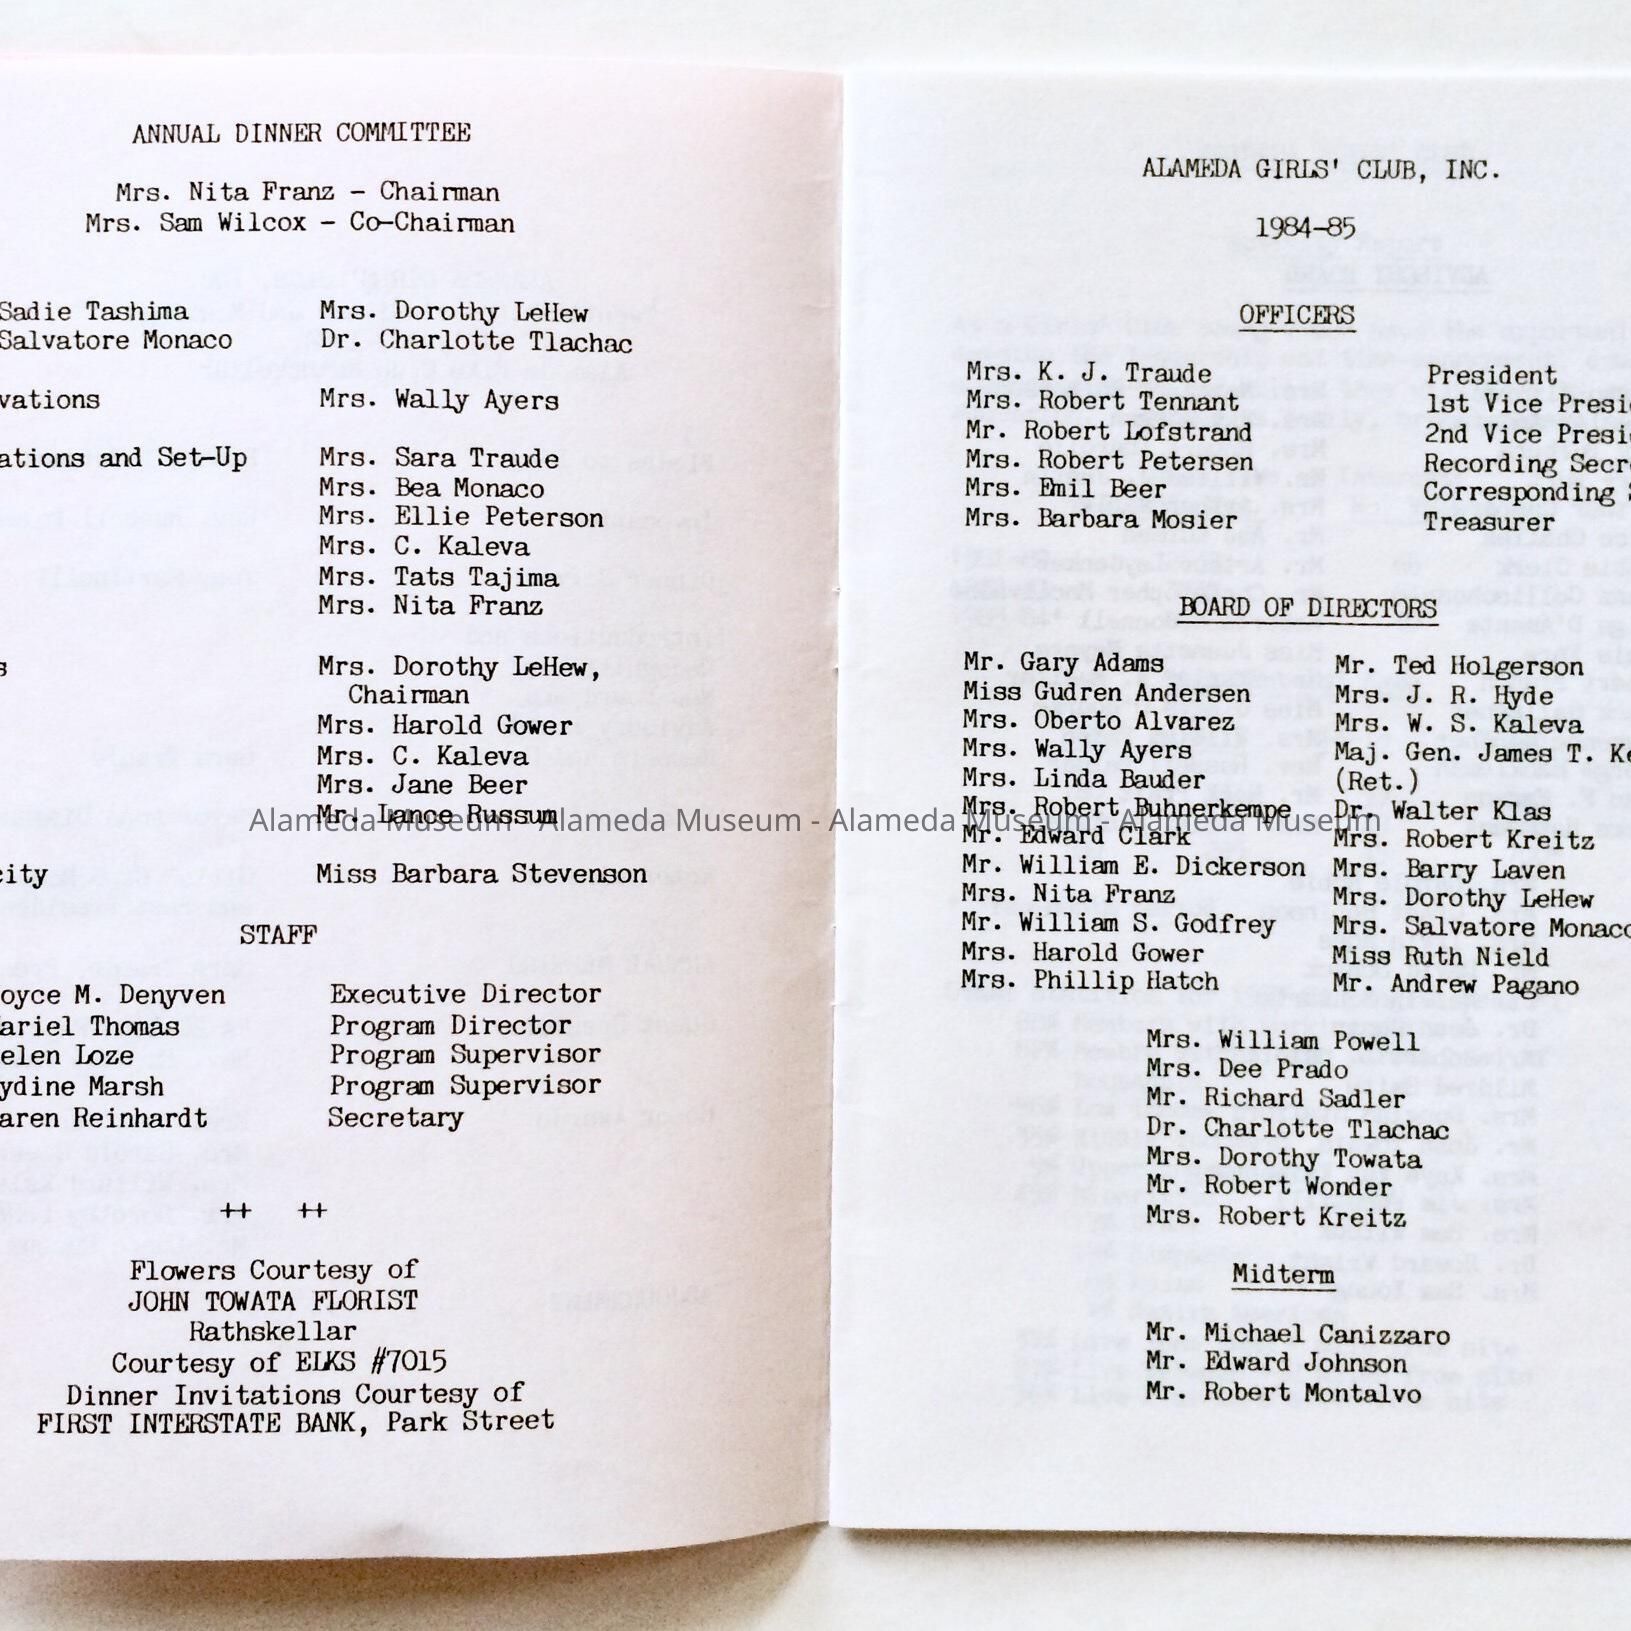 ANNUAL DINNER COMMITTEE
Mrs. Nita Franz - Chairman
Mrs. Sam Wilcox - Co-Chairman
Sadie Tashima Mrs. Dorothy LeHew
Salvatore Monaco Dr. Charlotte Tlachac
vations Mrs. Wally Ayers
ations and Set-Up Mrs. Sara Traude
Mrs. Bea Monaco
Mrs. Ellie Peterson
Mrs. C. Kaleva
Mrs. Tats Tajima
Mrs. Nita Franz
s Mrs. Dorothy LeHew,
Chairman
Mrs. Harold Gower
Mrs. C. Kaleva
Mrs. Jane Beer
Mr. Lance Russum
city Miss Barbara Stevenson
STAFF
oyce M. Denyven Executive Director
ariel Thomas Program Director
elen Loze Program Supervisor
ydine Marsh Program Supervisor
aren Reinhardt Secretary
++ ++
Flowers Courtesy of
JOHN TOWATA FLORIST
Rathskellar
Courtesy of ELKS #7015
Dinner Invitations Courtesy of
FIRST INTERSTATE BANK, Park Street
ALAMEDA GIRLS' CLUB, INC.
1984-85
OFFICERS
Mrs. K. J. Traude President
Mrs. Robert Tennant 1st Vice Presi
Mr. Robert Lofstrand 2nd Vice Presi
Mrs. Robert Petersen Recording Secr
Mrs. Emil Beer Corresponding S
Mrs. Barbara Mosier Treasurer
BOARD OF DIRECTORS
Mr. Gary Adams Mr. Ted Holgerson
Miss Gudren Andersen Mrs. J. R. Hyde
Mrs. Oberto Alvarez Mrs. W. S. Kaleva
Mrs. Wally Ayers Maj. Gen. James T. Ke
Mrs. Linda Bauder (Ret.)
Mrs. Robert Buhnerkempe Dr. Walter Klas
Mr. Edward Clark Mrs. Robert Kreitz
Mr. William E. Dickerson Mrs. Barry Laven
Mrs. Nita Franz Mrs. Dorothy LeHew
Mr. William S. Godfrey Mrs. Salvatore Monaco
Mrs. Harold Gower Miss Ruth Nield
Mrs. Phillip Hatch Mr. Andrew Pagano
Mrs. William Powell
Mrs. Dee Prado
Mr. Richard Sadler
Dr. Charlotte Tlachac
Mrs. Dorothy Towata
Mr. Robert Wonder
Mrs. Robert Kreitz
Midterm
Mr. Michael Canizzaro
Mr. Edward Johnson
Mr. Robert Montalvo
Alameda Museum - Alameda Museum - Alameda Museum - Alameda Museum